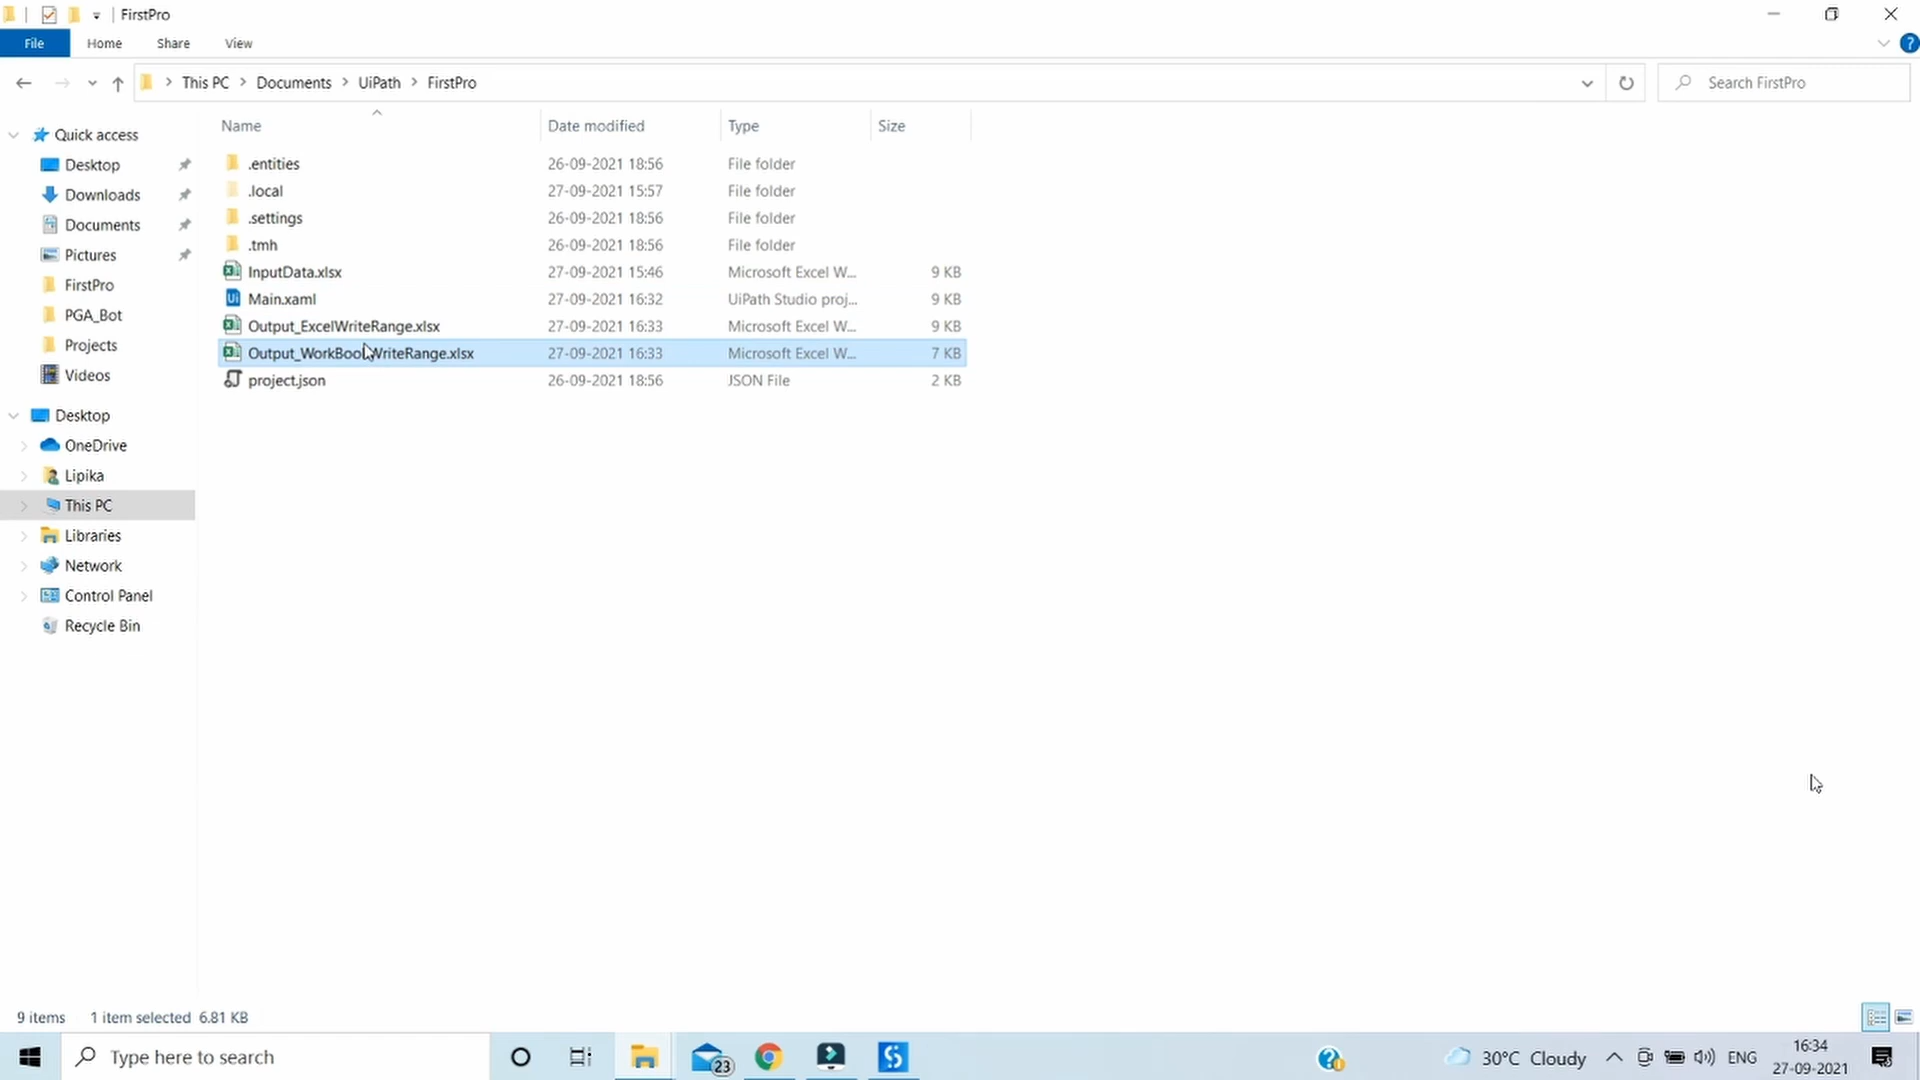 FirstPro
File Home Share View
This PC Documents UiPath FirstPro
Search FirstPro
Name Date modified Type Size
Quick access
Desktop
Downloads
Documents
Pictures
FirstPro
PGA_Bot
Projects
Videos
Desktop
OneDrive
Lipika
This PC
Libraries
Network
Control Panel
Recycle Bin
.entities 26-09-2021 18:56 File folder
.local 27-09-2021 15:57 File folder
.settings 26-09-2021 18:56 File folder
.tmh 26-09-2021 18:56 File folder
InputData.xlsx 27-09-2021 15:46 Microsoft Excel W... 9 KB
Main.xaml 27-09-2021 16:32 UiPath Studio proj... 9 KB
Output_ExcelWriteRange.xlsx 27-09-2021 16:33 Microsoft Excel W... 9 KB
Output_WorkBookWriteRange.xlsx 27-09-2021 16:33 Microsoft Excel W... 7 KB
project.json 26-09-2021 18:56 JSON File 2 KB
9 items 1 item selected 6.81 KB
Type here to search
23
30°C Cloudy
ENG
16:34
27-09-2021